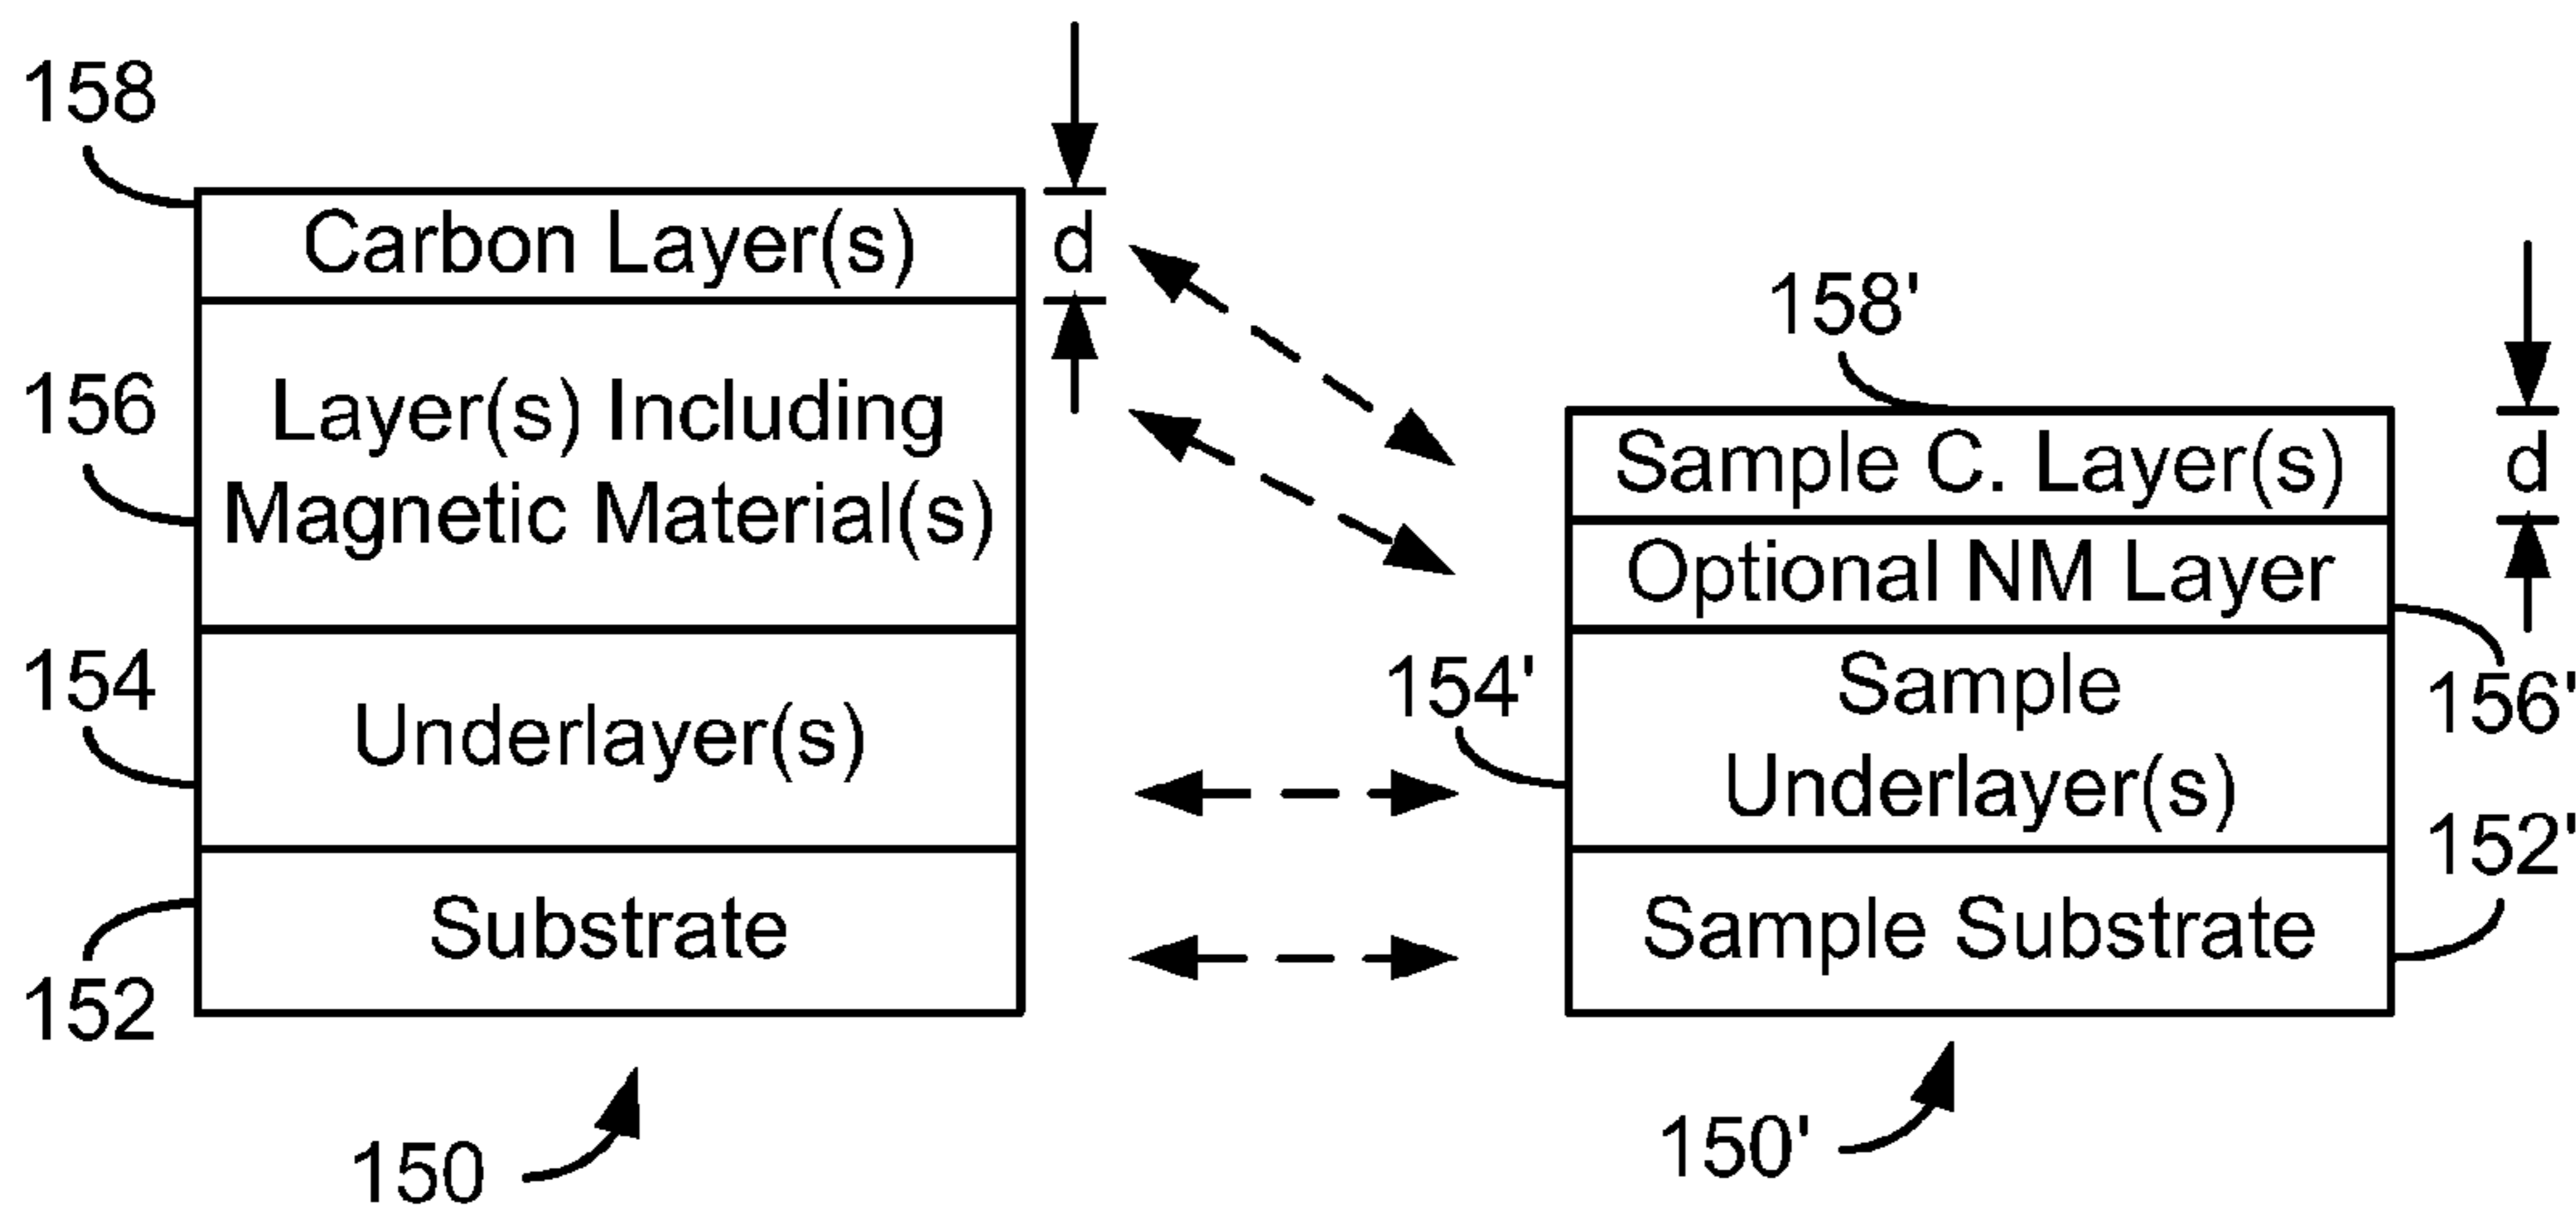 158
Carbon Layer(s)
d
156
Layer(s) Including
Magnetic Material(s)
154
Underlayer(s)
152
Substrate
150
158'
Sample C. Layer(s)
d
Optional NM Layer
156'
154'
Sample
Underlayer(s)
152'
Sample Substrate
150'